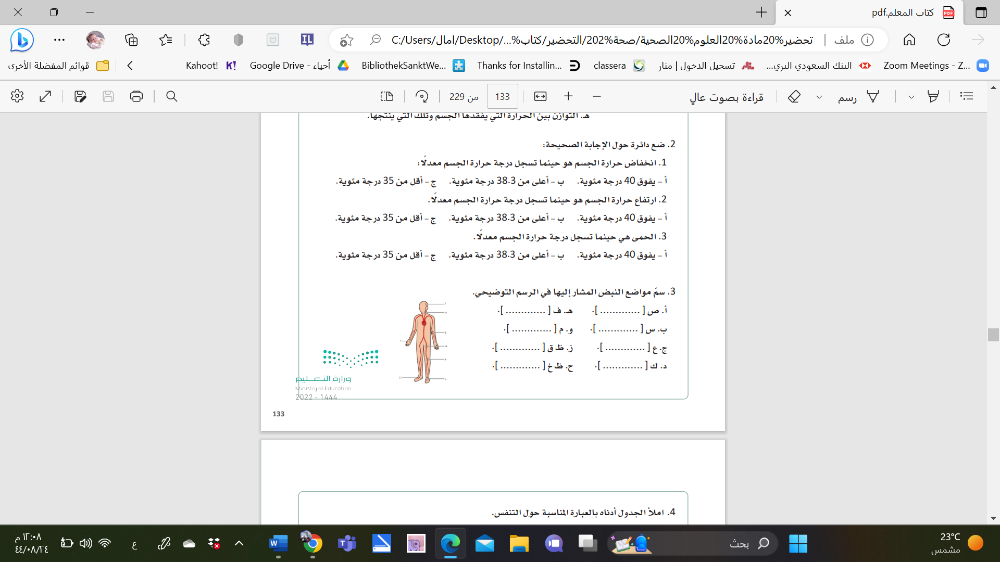 كتاب المعلم.pdf
ملف
C:/Users/امال/Desktop/...%20تحضير%20مادة%20العلوم%20الصحية/صحة%202/التحضير/كتاب
Zoom Meetings - Z...
البنك السعودي البري...
تسجيل الدخول | منار
classera
Thanks for Installin...
BibliothekSanktWe...
أحياء - Google Drive
Kahoot!
قوائم المفضلة الأخرى
رسم
قراءة بصوت عالٍ
133
من 229
هـ. التوازن بين الحرارة التي يفقدها الجسم وتلك التي ينتجها.
2. ضع دائرة حول الإجابة الصحيحة:
1. انخفاض حرارة الجسم هو حينما تسجل درجة حرارة الجسم معدلًا:
أ – يفوق 40 درجة مئوية. ب – أعلى من 38.3 درجة مئوية. ج – أقل من 35 درجة مئوية.
2. ارتفاع حرارة الجسم هو حينما تسجل درجة حرارة الجسم معدلًا.
أ – يفوق 40 درجة مئوية. ب – أعلى من 38.3 درجة مئوية. ج – أقل من 35 درجة مئوية.
3. الحمى هي حينما تسجل درجة حرارة الجسم معدلًا.
أ – يفوق 40 درجة مئوية. ب – أعلى من 38.3 درجة مئوية. ج – أقل من 35 درجة مئوية.
3. سمّ مواضع النبض المشار إليها في الرسم التوضيحي.
أ. ص [ ............. ]. هـ. ف [ ............. ].
ب. س [ ............. ]. و. م [ ............. ].
ج. ع [ ............. ]. ز. ظ ق [ ............. ].
د. ك [ ............. ]. ح. ظ خ [ ............. ].
وزارة التعليم
Ministry of Education
2022 - 1444
133
4. املأ الجدول أدناه بالعبارة المناسبة حول التنفس.
23°C
مشمس
بحث
ع
١٢:٠٨ م
٤٤/٠٨/٢٤